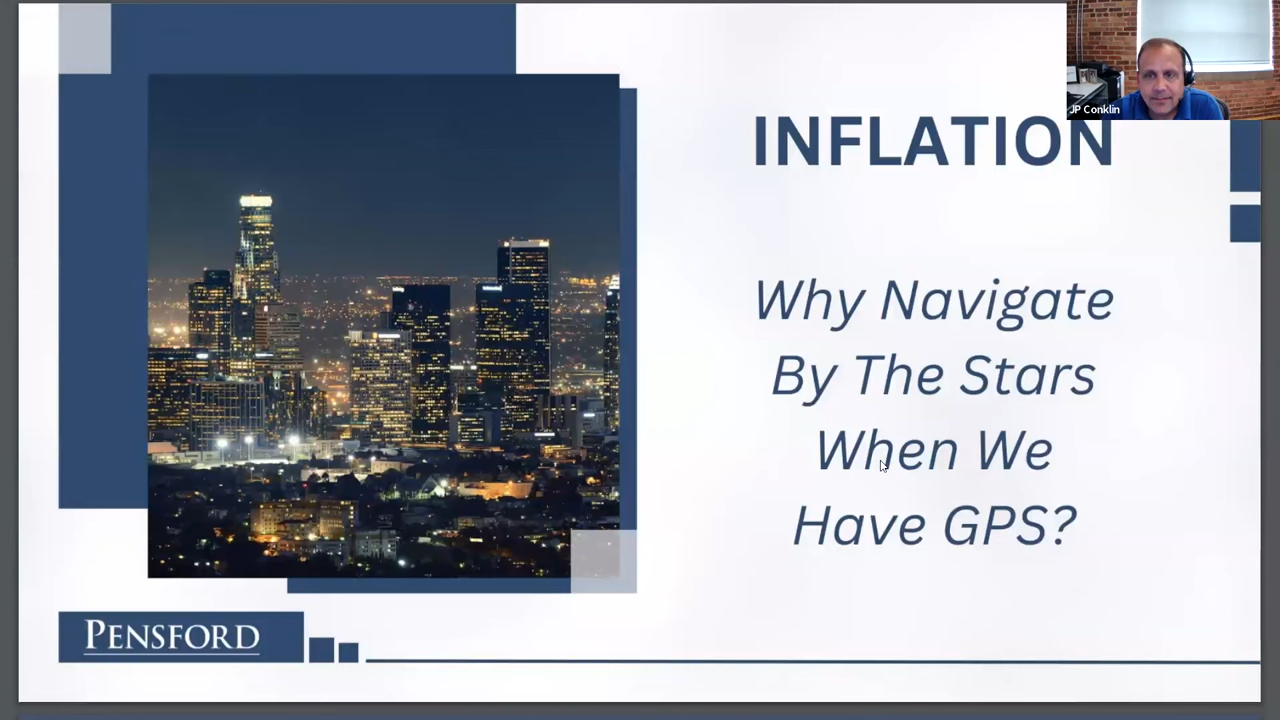 JP Conklin
INFLATION
Why Navigate
By The Stars
When We
Have GPS?
PENSFORD